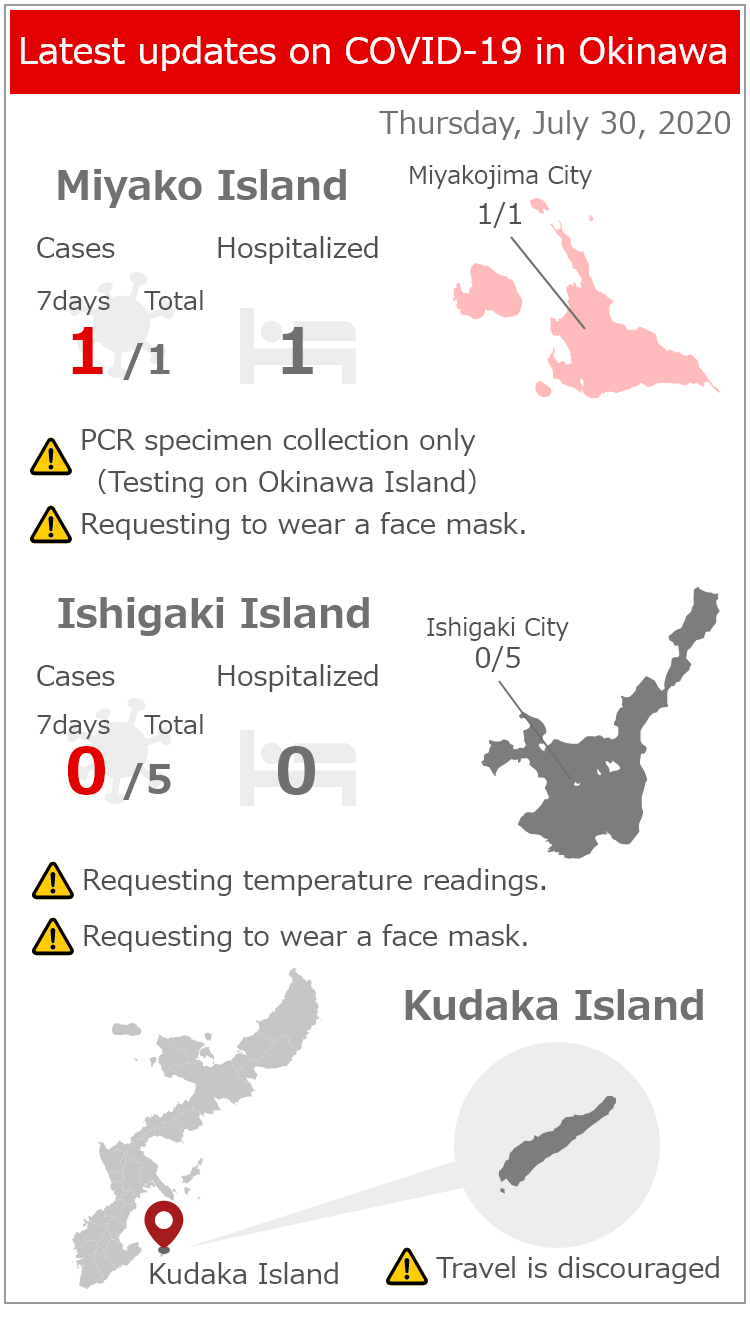 Latest updates on COVID-19 in Okinawa
Thursday, July 30, 2020
Miyako Island
Miyakojima City
1/1
Cases
Hospitalized
7days Total
1 /1
1
PCR specimen collection only
（Testing on Okinawa Island）
Requesting to wear a face mask.
Ishigaki Island
Ishigaki City
0/5
Cases
Hospitalized
7days Total
0 /5
0
Requesting temperature readings.
Requesting to wear a face mask.
Kudaka Island
Kudaka Island
Travel is discouraged